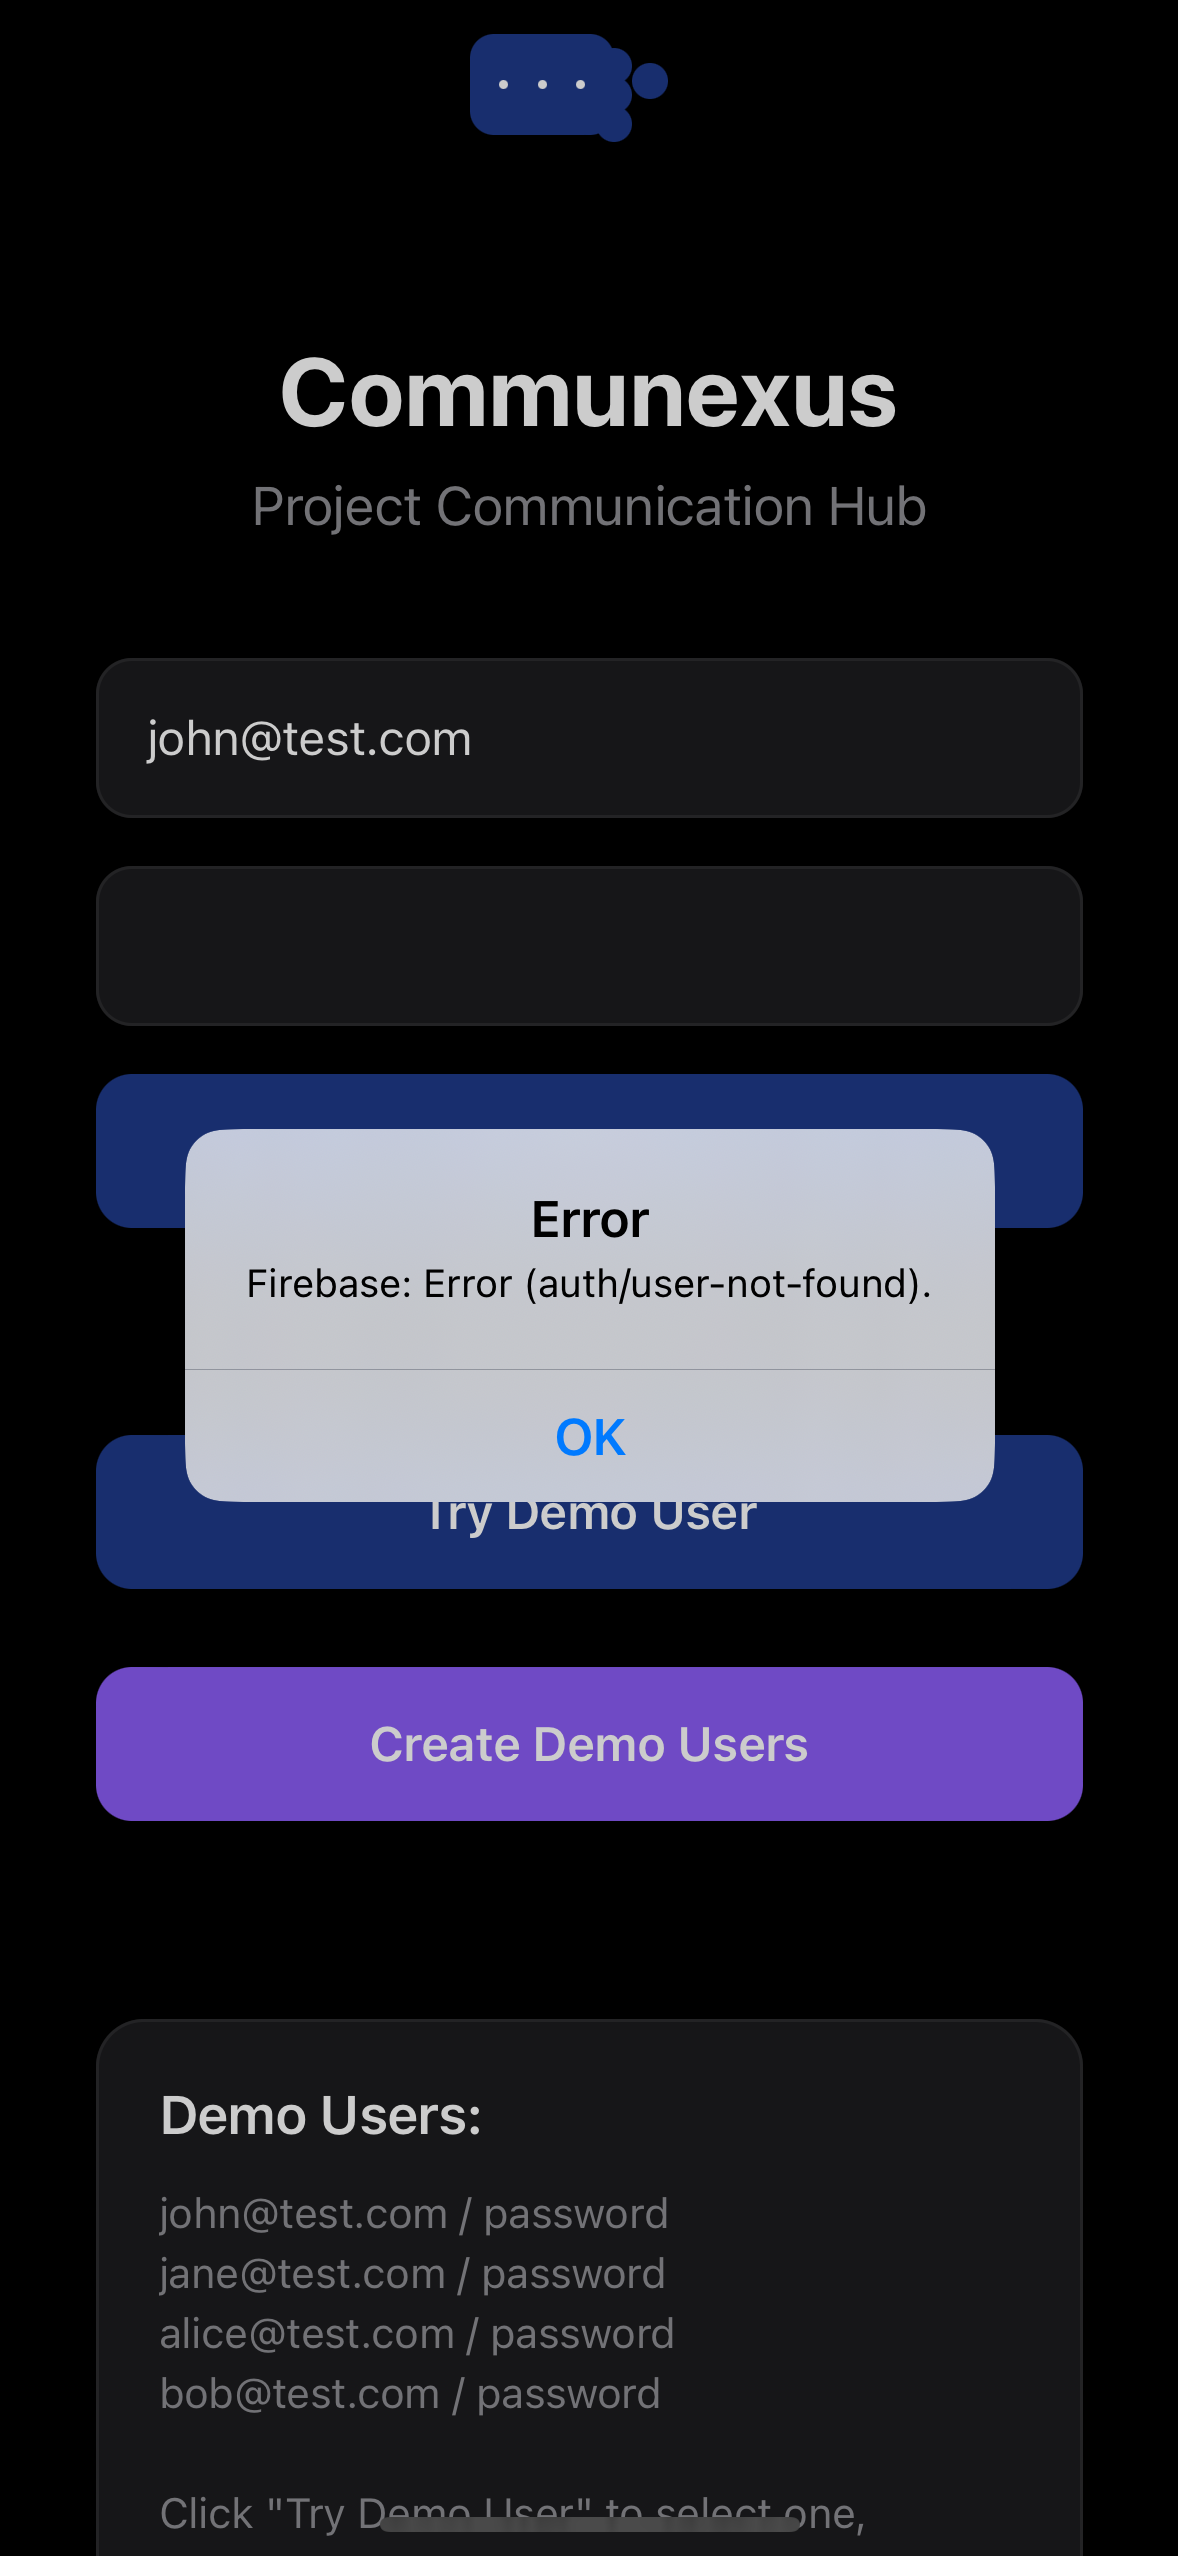 Communexus
Project Communication Hub
john@test.com
Error
Firebase: Error (auth/user-not-found).
OK
Try Demo User
Create Demo Users
Demo Users:
john@test.com / password
jane@test.com / password
alice@test.com / password
bob@test.com / password
Click "Try Demo User" to select one,